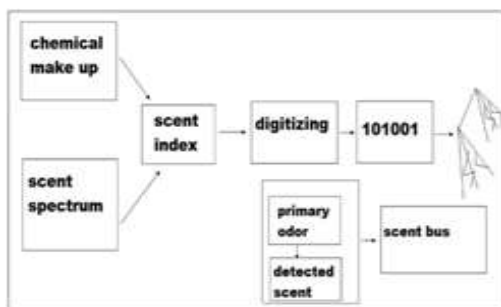 chemical
make up
scent
index
digitizing
101001
scent
spectrum
primary
odor
detected
scent
scent bus